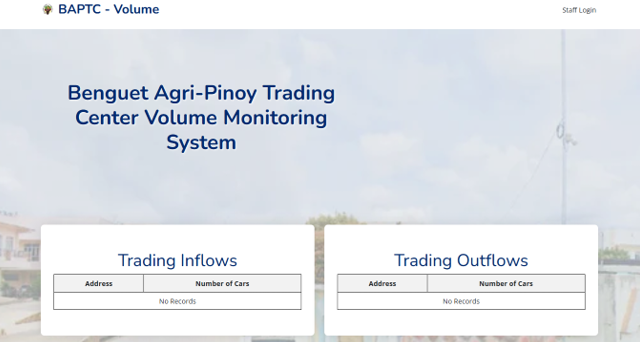 BAPTC - Volume
Staff Login
Benguet Agri-Pinoy Trading
Center Volume Monitoring
System
Trading Inflows
Address Number of Cars
No Records
Trading Outflows
Address Number of Cars
No Records